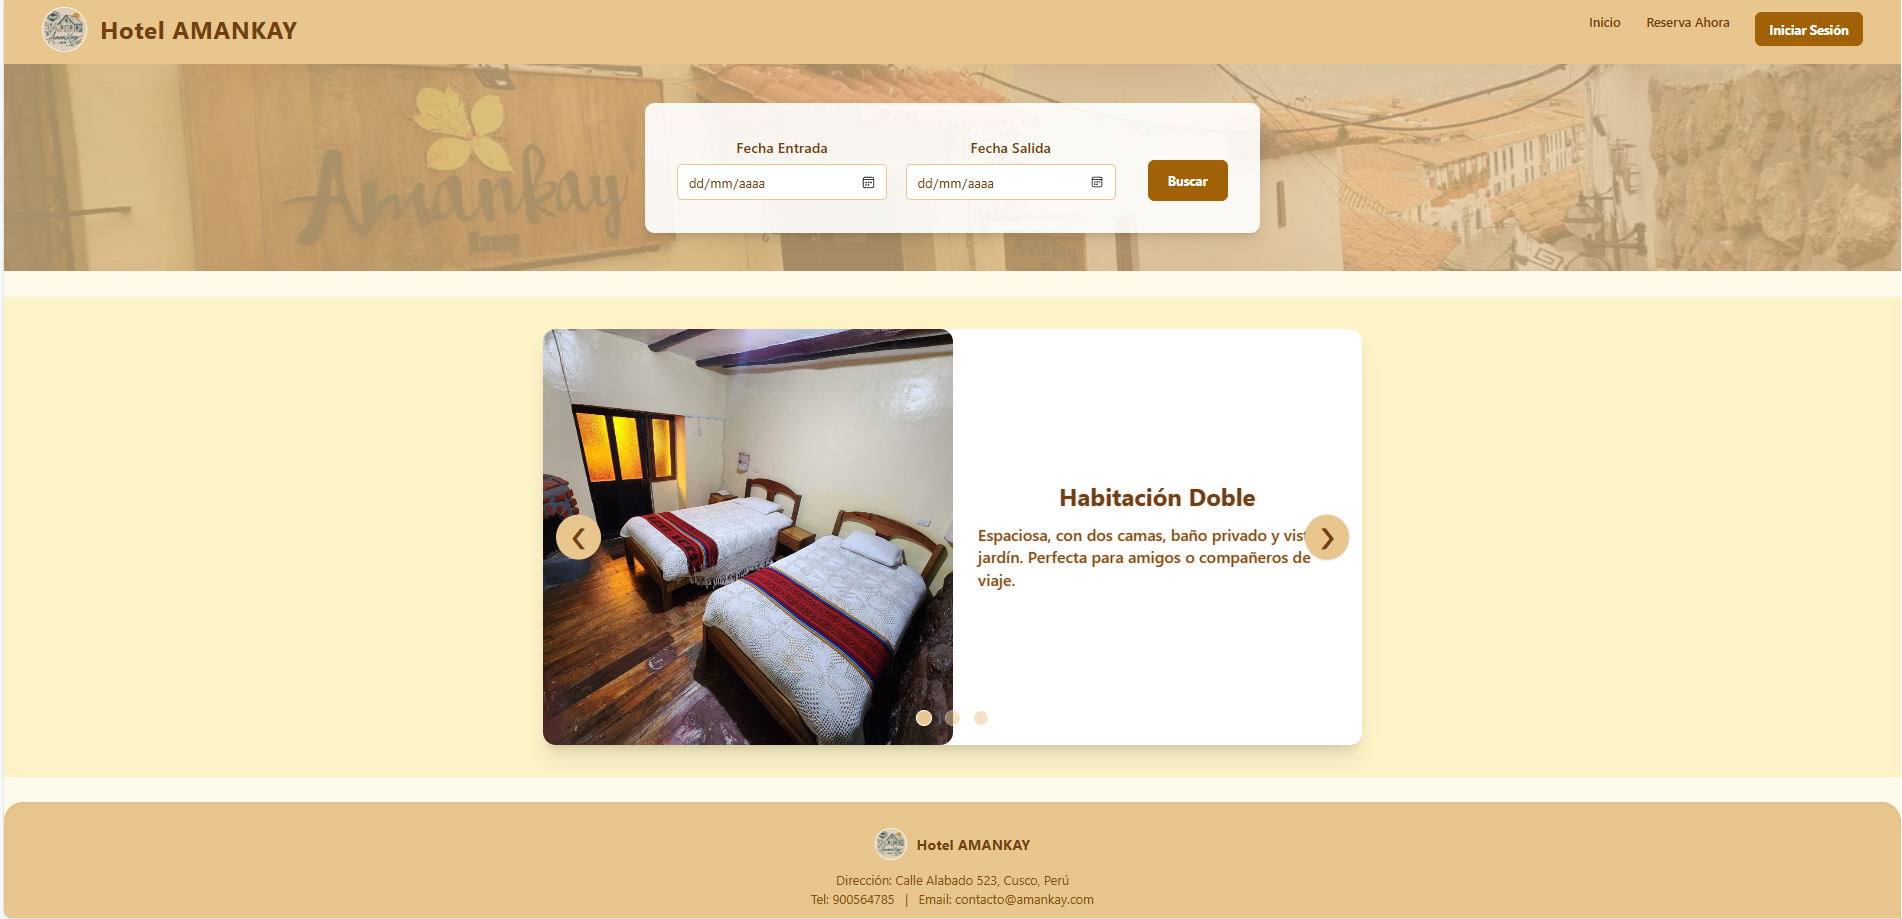 Hotel AMANKAY
Inicio
Reserva Ahora
Iniciar Sesión
Amankay
Inn
Fecha Entrada
Fecha Salida
dd/mm/aaaa
dd/mm/aaaa
Buscar
Amankay
Habitación Doble
Espaciosa, con dos camas, baño privado y
jardín. Perfecta para amigos o compañeros de
viaje.
Hotel AMANKAY
Dirección: Calle Alabado 523, Cusco, Perú
Tel: 900564785 | Email: contacto@amankay.com